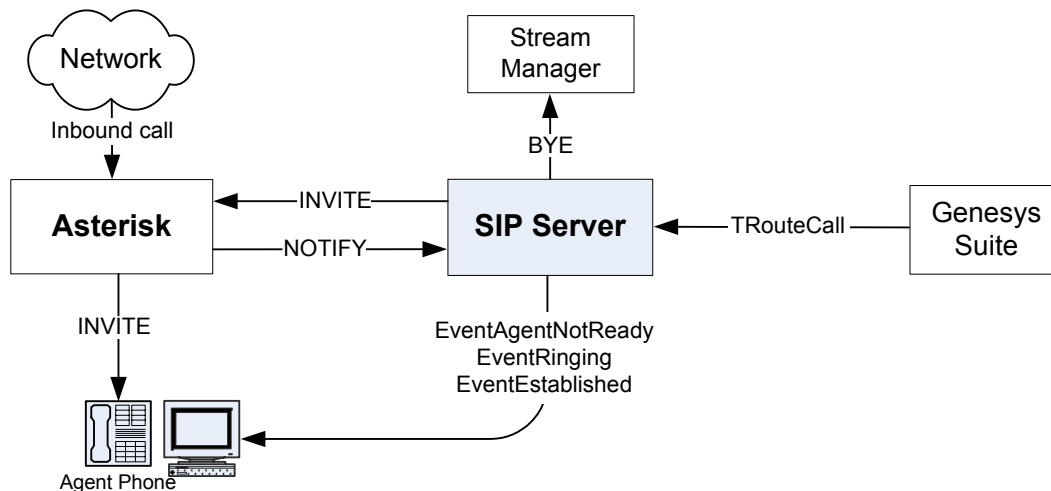 Network
Stream
Manager
Inbound call
BYE
Asterisk
INVITE
NOTIFY
SIP Server
TRouteCall
Genesys
Suite
INVITE
EventAgentNotReady
EventRinging
EventEstablished
Agent Phone